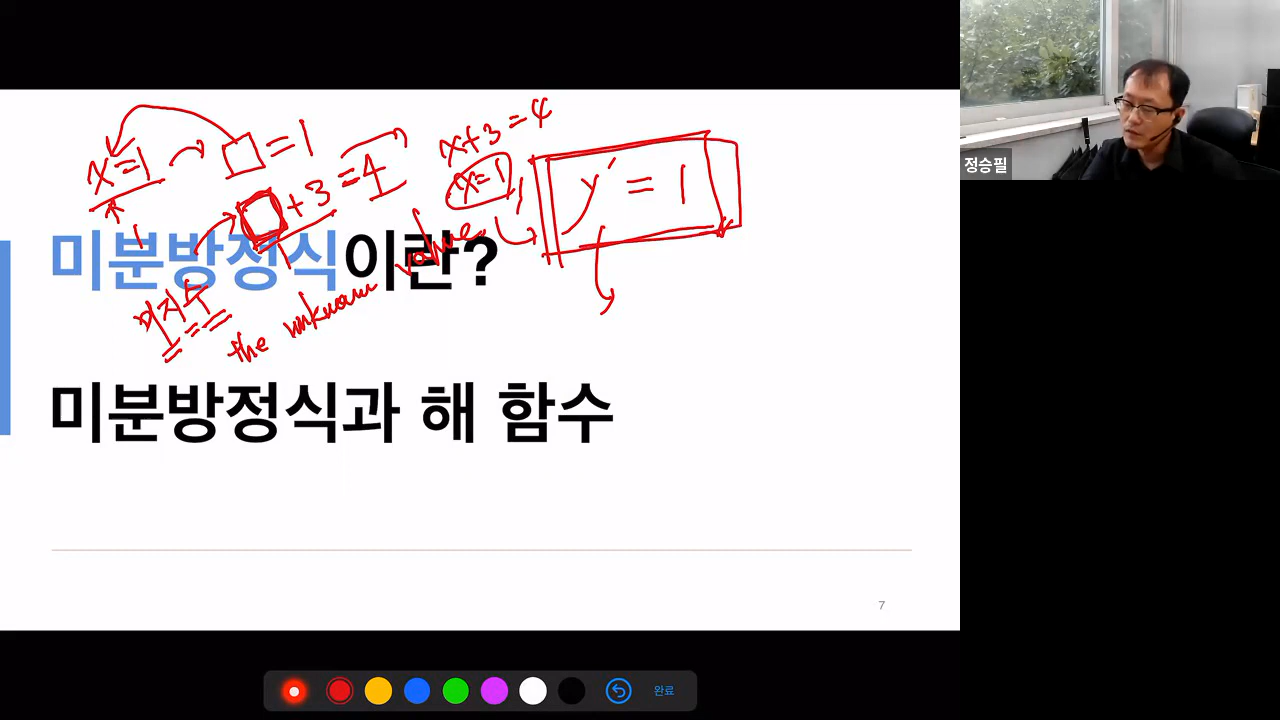 x=1 → □=1
□+3=4
x+3=4
x=1
y′=1
미분방정식이란?
미지수
the unknown value
미분방정식과 해 함수
7
정승필
완료